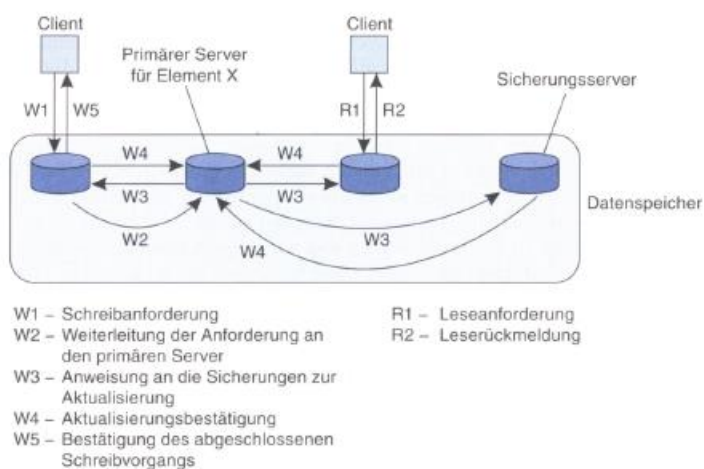 Client
Client
Primärer Server
für Element X
Sicherungsserver
W1
W5
R1
R2
W4
W4
W3
W3
Datenspeicher
W2
W4
W3
W1 – Schreibanforderung
W2 – Weiterleitung der Anforderung an
den primären Server
W3 – Anweisung an die Sicherungen zur
Aktualisierung
W4 – Aktualisierungsbestätigung
W5 – Bestätigung des abgeschlossenen
Schreibvorgangs
R1 – Leseanforderung
R2 – Leserückmeldung